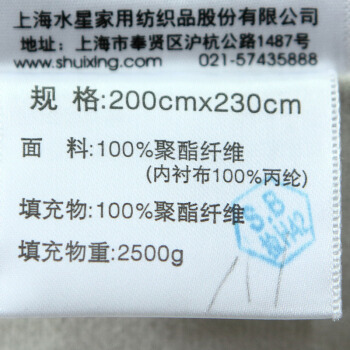 上海水星家用纺织品股份有限公司
地址：上海市奉贤区沪杭公路1487号
www.shuixing.com 021-57435888
规 格:200cmx230cm
面 料:100%聚酯纤维
(内衬布100%丙纶)
填充物:100%聚酯纤维
填充物重:2500g
S.B